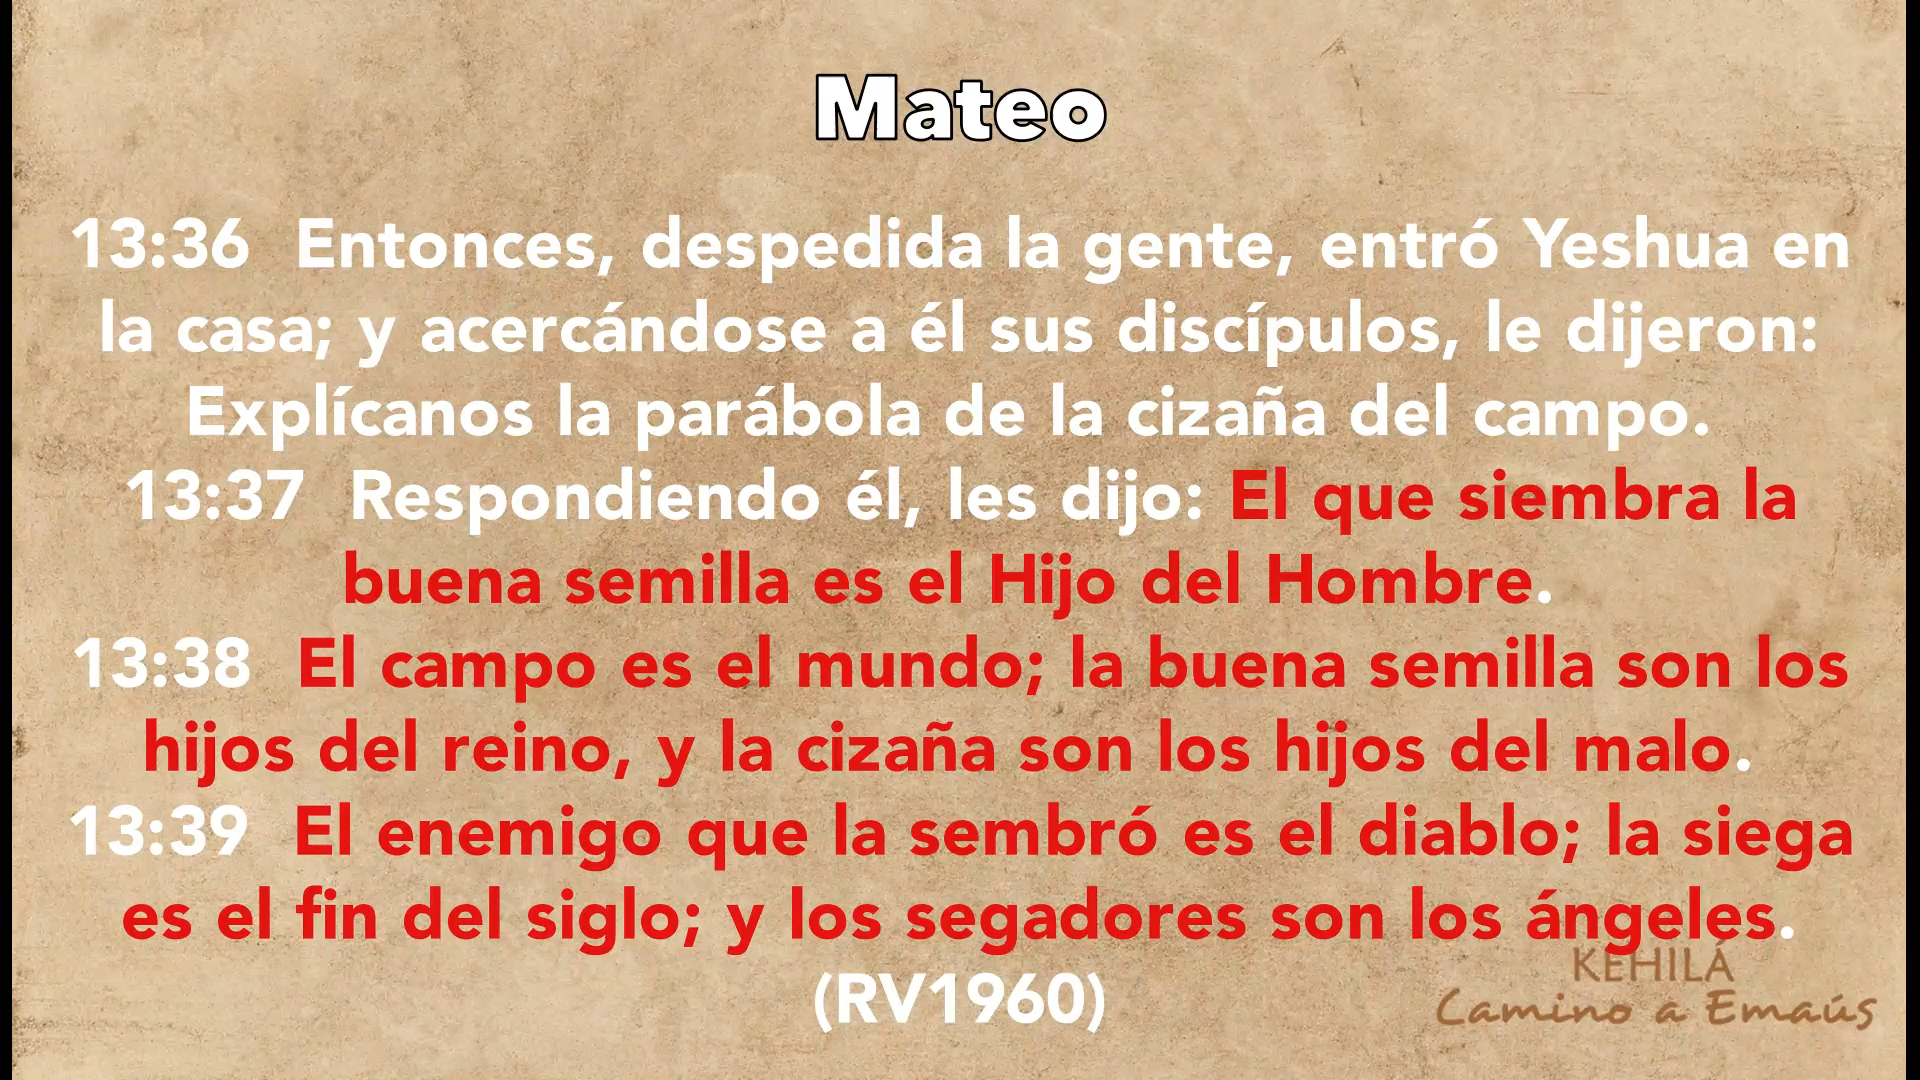 Mateo
13:36 Entonces, despedida la gente, entró Yeshua en
la casa; y acercándose a él sus discípulos, le dijeron:
Explícanos la parábola de la cizaña del campo.
13:37 Respondiendo él, les dijo: El que siembra la
buena semilla es el Hijo del Hombre.
13:38 El campo es el mundo; la buena semilla son los
hijos del reino, y la cizaña son los hijos del malo.
13:39 El enemigo que la sembró es el diablo; la siega
es el fin del siglo; y los segadores son los ángeles.
(RV1960)
KEHILÁ
Camino a Emaús